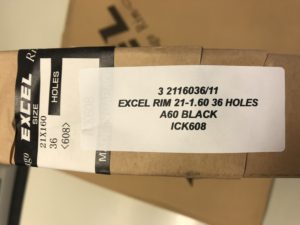 3 2116036/11
EXCEL RIM 21-1.60 36 HOLES
A60 BLACK
ICK608
EXCEL
SIZE
HOLES
21X160
36
<608>